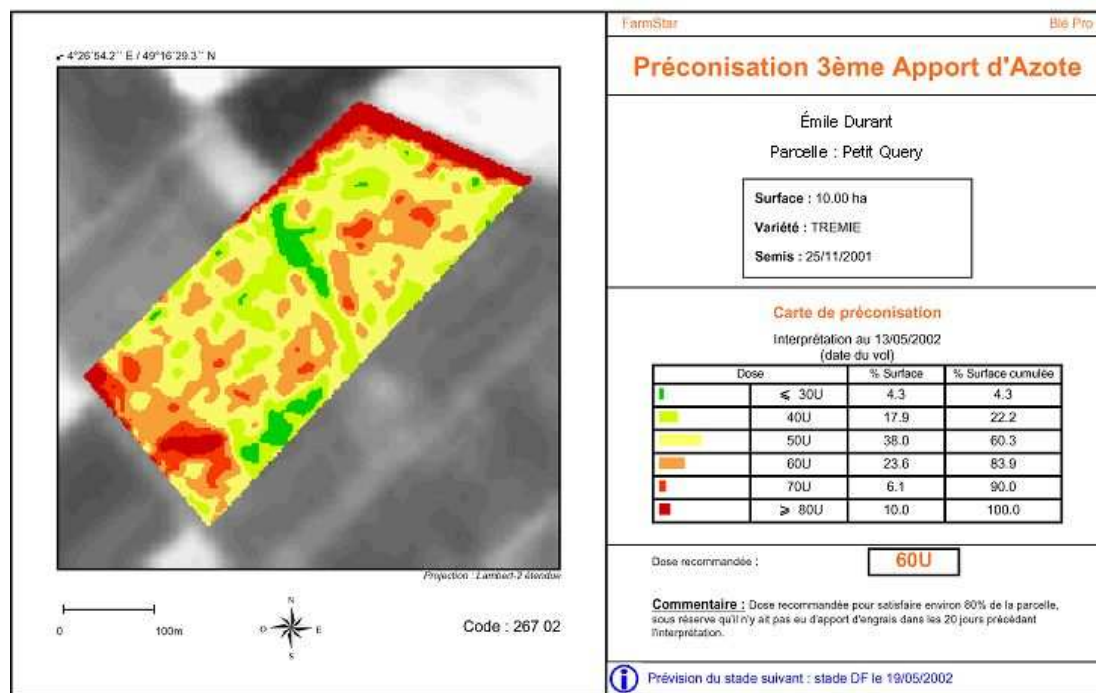 4°26'54.2'' E / 49°16'29.3'' N
Projection : Lambert-2 étendue
0 100m
N
O E
S
Code : 267 02
FarmStar Blé Pro
Préconisation 3ème Apport d'Azote
Émile Durant
Parcelle : Petit Query
Surface : 10.00 ha
Variété : TREMIE
Semis : 25/11/2001
Carte de préconisation
Interprétation au 13/05/2002
(date du vol)
Dose % Surface % Surface cumulée
⩽ 30U 4.3 4.3
40U 17.9 22.2
50U 38.0 60.3
60U 23.6 83.9
70U 6.1 90.0
⩾ 80U 10.0 100.0
Dose recommandée : 60U
Commentaire : Dose recommandée pour satisfaire environ 80% de la parcelle,
sous réserve qu'il n'y ait pas eu d'apport d'engrais dans les 20 jours précédant
l'interprétation.
Prévision du stade suivant : stade DF le 19/05/2002